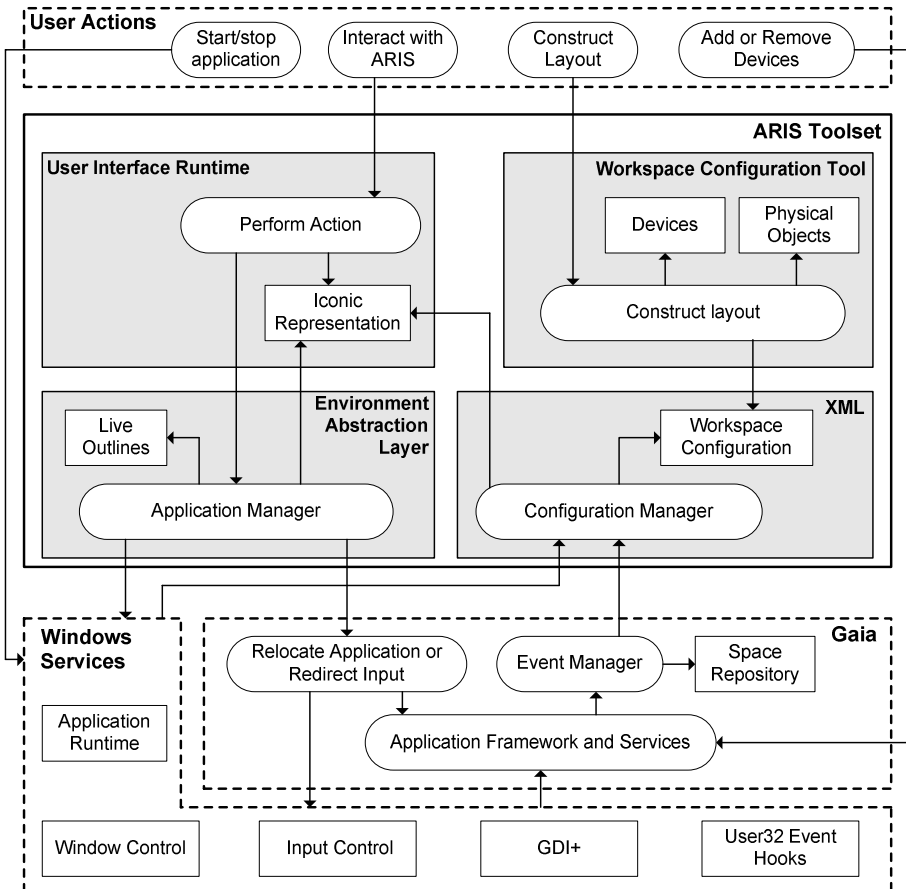 User Actions
Start/stop
application
Interact with
ARIS
Construct
Layout
Add or Remove
Devices
ARIS Toolset
User Interface Runtime
Perform Action
Iconic
Representation
Workspace Configuration Tool
Devices
Physical
Objects
Construct layout
Environment
Abstraction
Layer
Live
Outlines
Application Manager
XML
Workspace
Configuration
Configuration Manager
Windows
Services
Application
Runtime
Gaia
Relocate Application or
Redirect Input
Event Manager
Space
Repository
Application Framework and Services
Window Control
Input Control
GDI+
User32 Event
Hooks